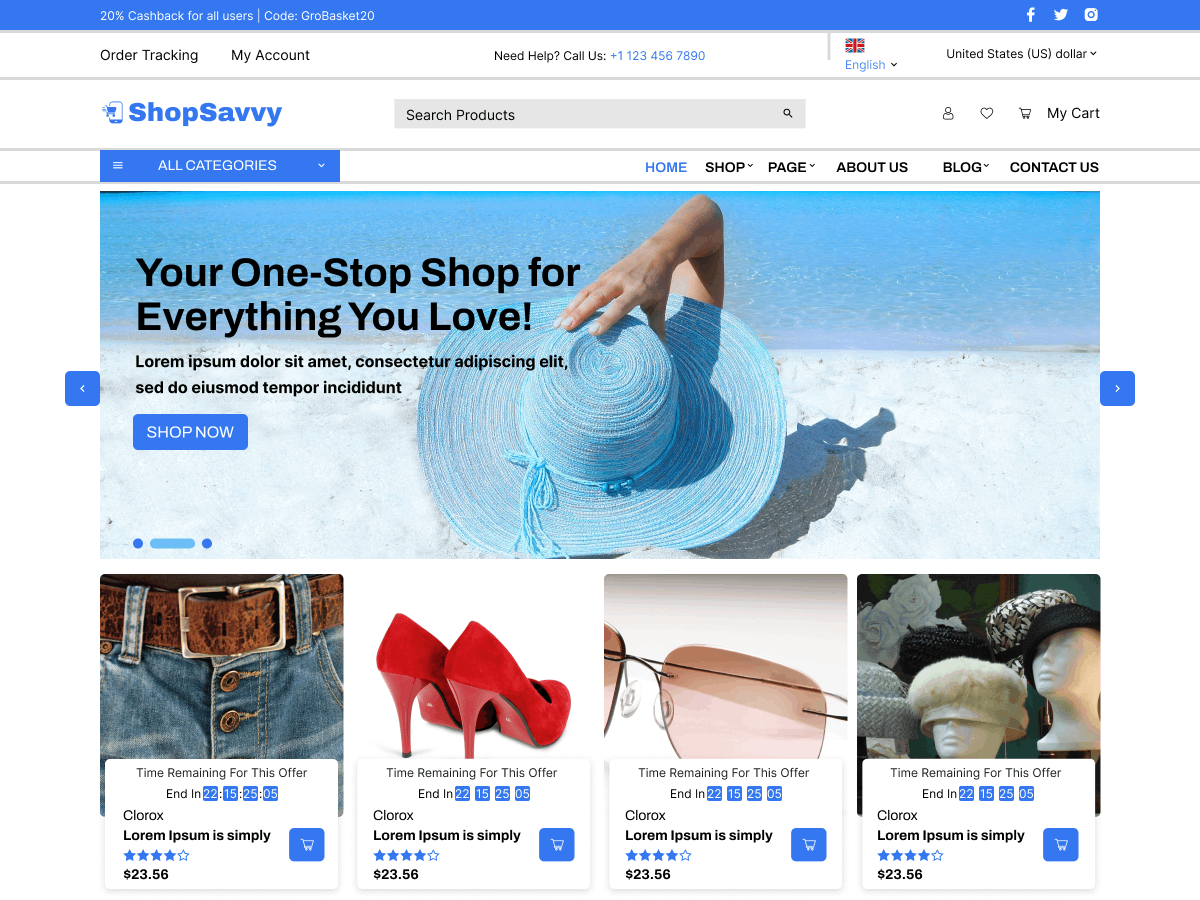 20% Cashback for all users | Code: GroBasket20
Order Tracking
My Account
Need Help? Call Us: +1 123 456 7890
English
United States (US) dollar
ShopSavvy
Search Products
My Cart
ALL CATEGORIES
HOME
SHOP
PAGE
ABOUT US
BLOG
CONTACT US
Your One-Stop Shop for
Everything You Love!
Lorem ipsum dolor sit amet, consectetur adipiscing elit,
sed do eiusmod tempor incididunt
SHOP NOW
Time Remaining For This Offer
End In 22:15:25:05
Clorox
Lorem Ipsum is simply
$23.56
Time Remaining For This Offer
End In 22 15 25 05
Clorox
Lorem Ipsum is simply
$23.56
Time Remaining For This Offer
End In 22 15 25 05
Clorox
Lorem Ipsum is simply
$23.56
Time Remaining For This Offer
End In 22 15 25 05
Clorox
Lorem Ipsum is simply
$23.56